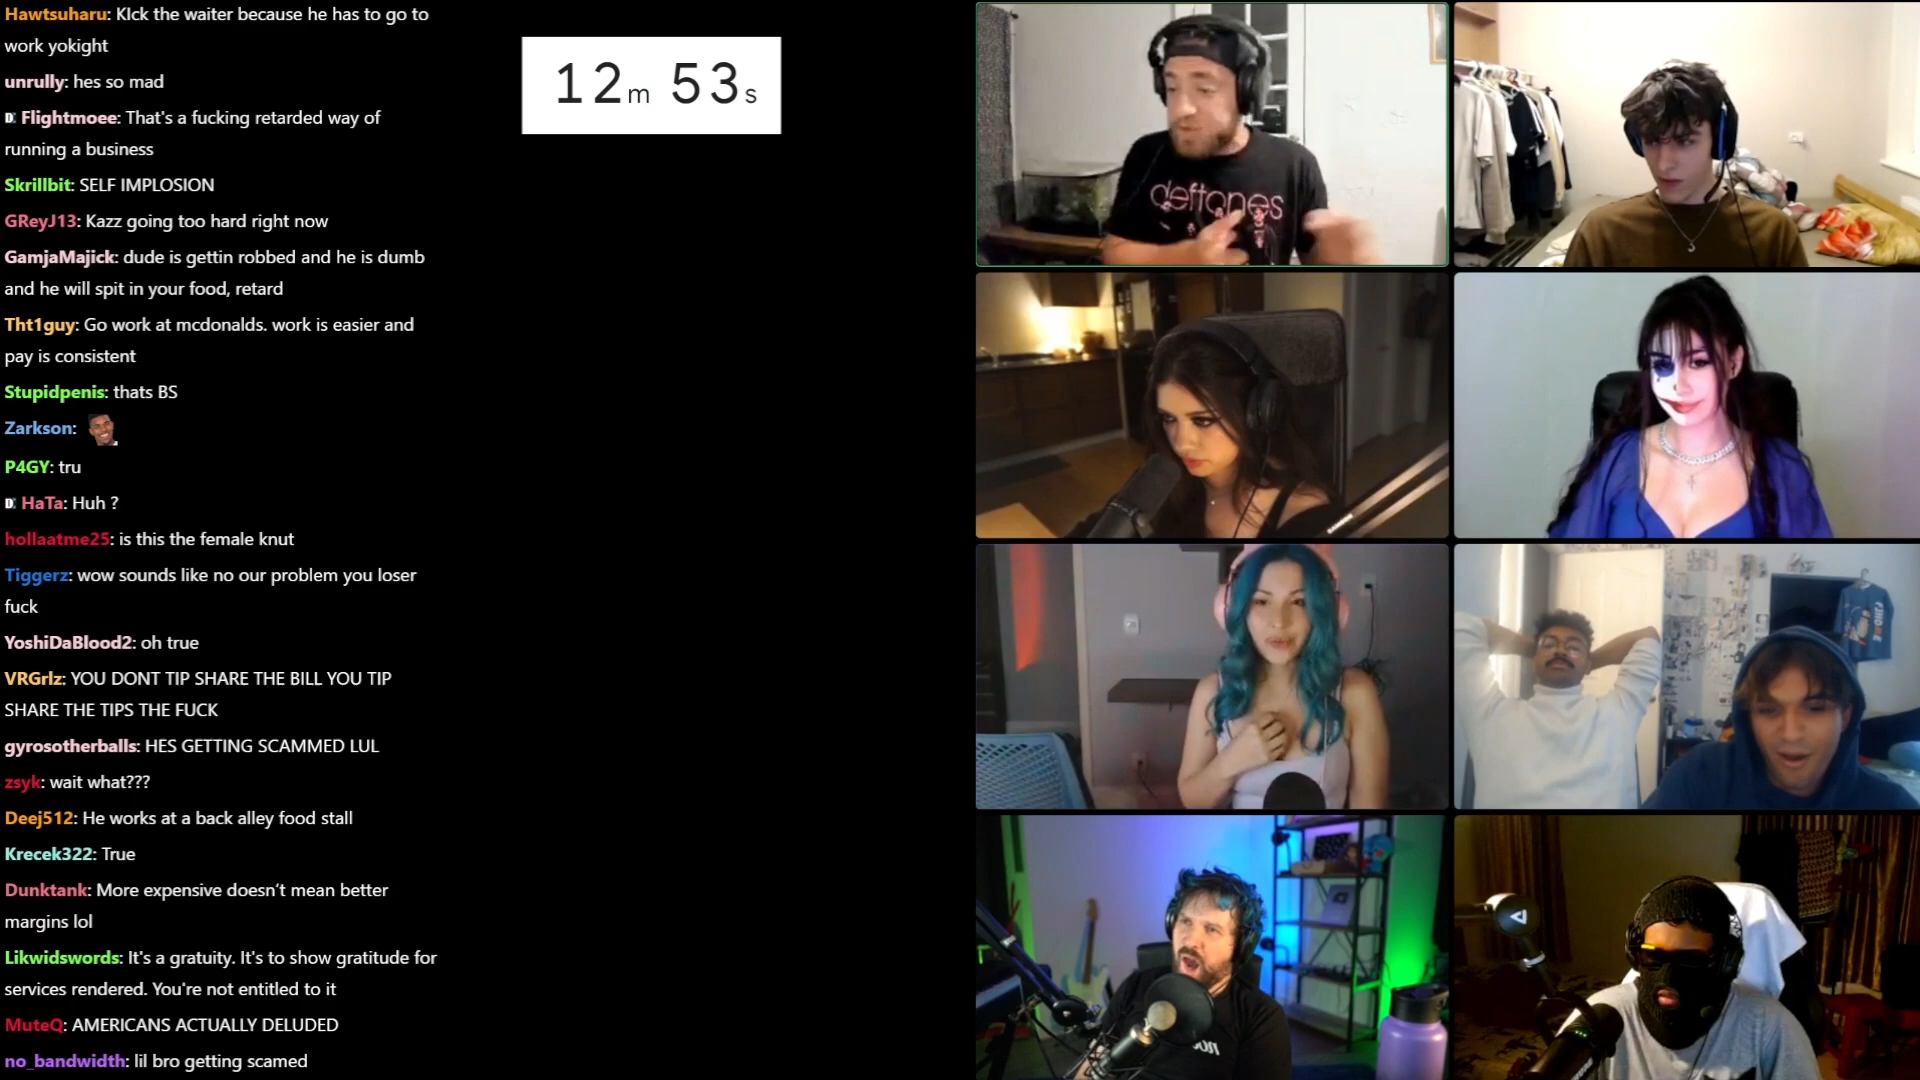 Hawtsuharu: KIck the waiter because he has to go to
work yokight
unrully: hes so mad
D: Flightmoee: That's a fucking retarded way of
running a business
Skrillbit: SELF IMPLOSION
GReyJ13: Kazz going too hard right now
GamjaMajick: dude is gettin robbed and he is dumb
and he will spit in your food, retard
Tht1guy: Go work at mcdonalds. work is easier and
pay is consistent
Stupidpenis: thats BS
Zarkson:
P4GY: tru
D: HaTa: Huh ?
hollaatme25: is this the female knut
Tiggerz: wow sounds like no our problem you loser
fuck
YoshiDaBlood2: oh true
VRGrlz: YOU DONT TIP SHARE THE BILL YOU TIP
SHARE THE TIPS THE FUCK
gyrosotherballs: HES GETTING SCAMMED LUL
zsyk: wait what???
Deej512: He works at a back alley food stall
Krecek322: True
Dunktank: More expensive doesn't mean better
margins lol
Likwidswords: It's a gratuity. It's to show gratitude for
services rendered. You're not entitled to it
MuteQ: AMERICANS ACTUALLY DELUDED
no_bandwidth: lil bro getting scamed
12m 53s
deftones